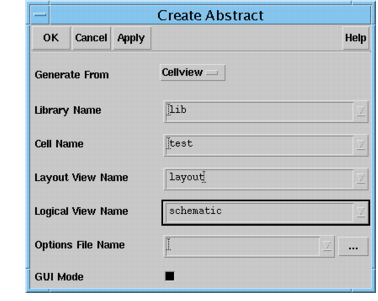 Create Abstract
OK Cancel Apply Help
Generate From Cellview
Library Name lib
Cell Name test
Layout View Name layout
Logical View Name schematic
Options File Name ...
GUI Mode